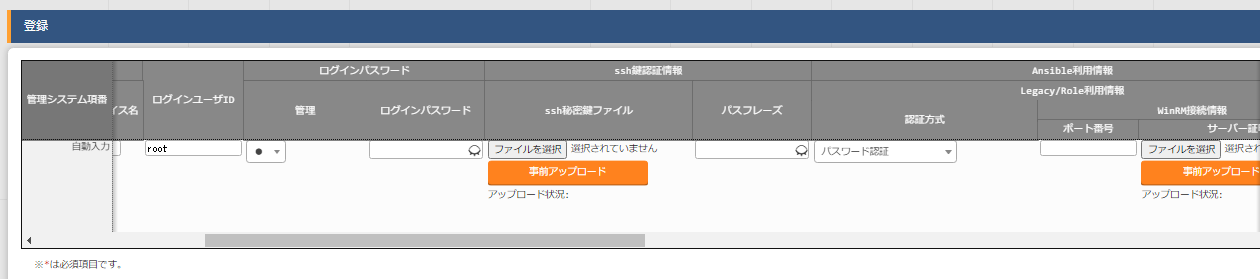 登録
ログインパスワード ssh鍵認証情報 Ansible利用情報
Legacy/Role利用情報
管理システム項番 イス名 ログインユーザID 管理 ログインパスワード ssh秘密鍵ファイル パスフレーズ 認証方式 WinRM接続情報
ポート番号 サーバー証
自動入力 root ● ファイルを選択 選択されていません パスワード認証 ファイルを選択 選択され
事前アップロード 事前アップロード
アップロード状況: アップロード状況:
※*は必須項目です。